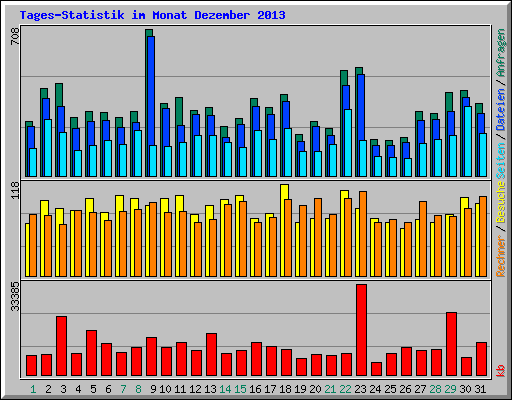 Tages-Statistik im Monat Dezember 2013
708
118
33385
Rechner / Besuche Seiten / Dateien / Anfragen
kb
1 2 3 4 5 6 7 8 9 10 11 12 13 14 15 16 17 18 19 20 21 22 23 24 25 26 27 28 29 30 31